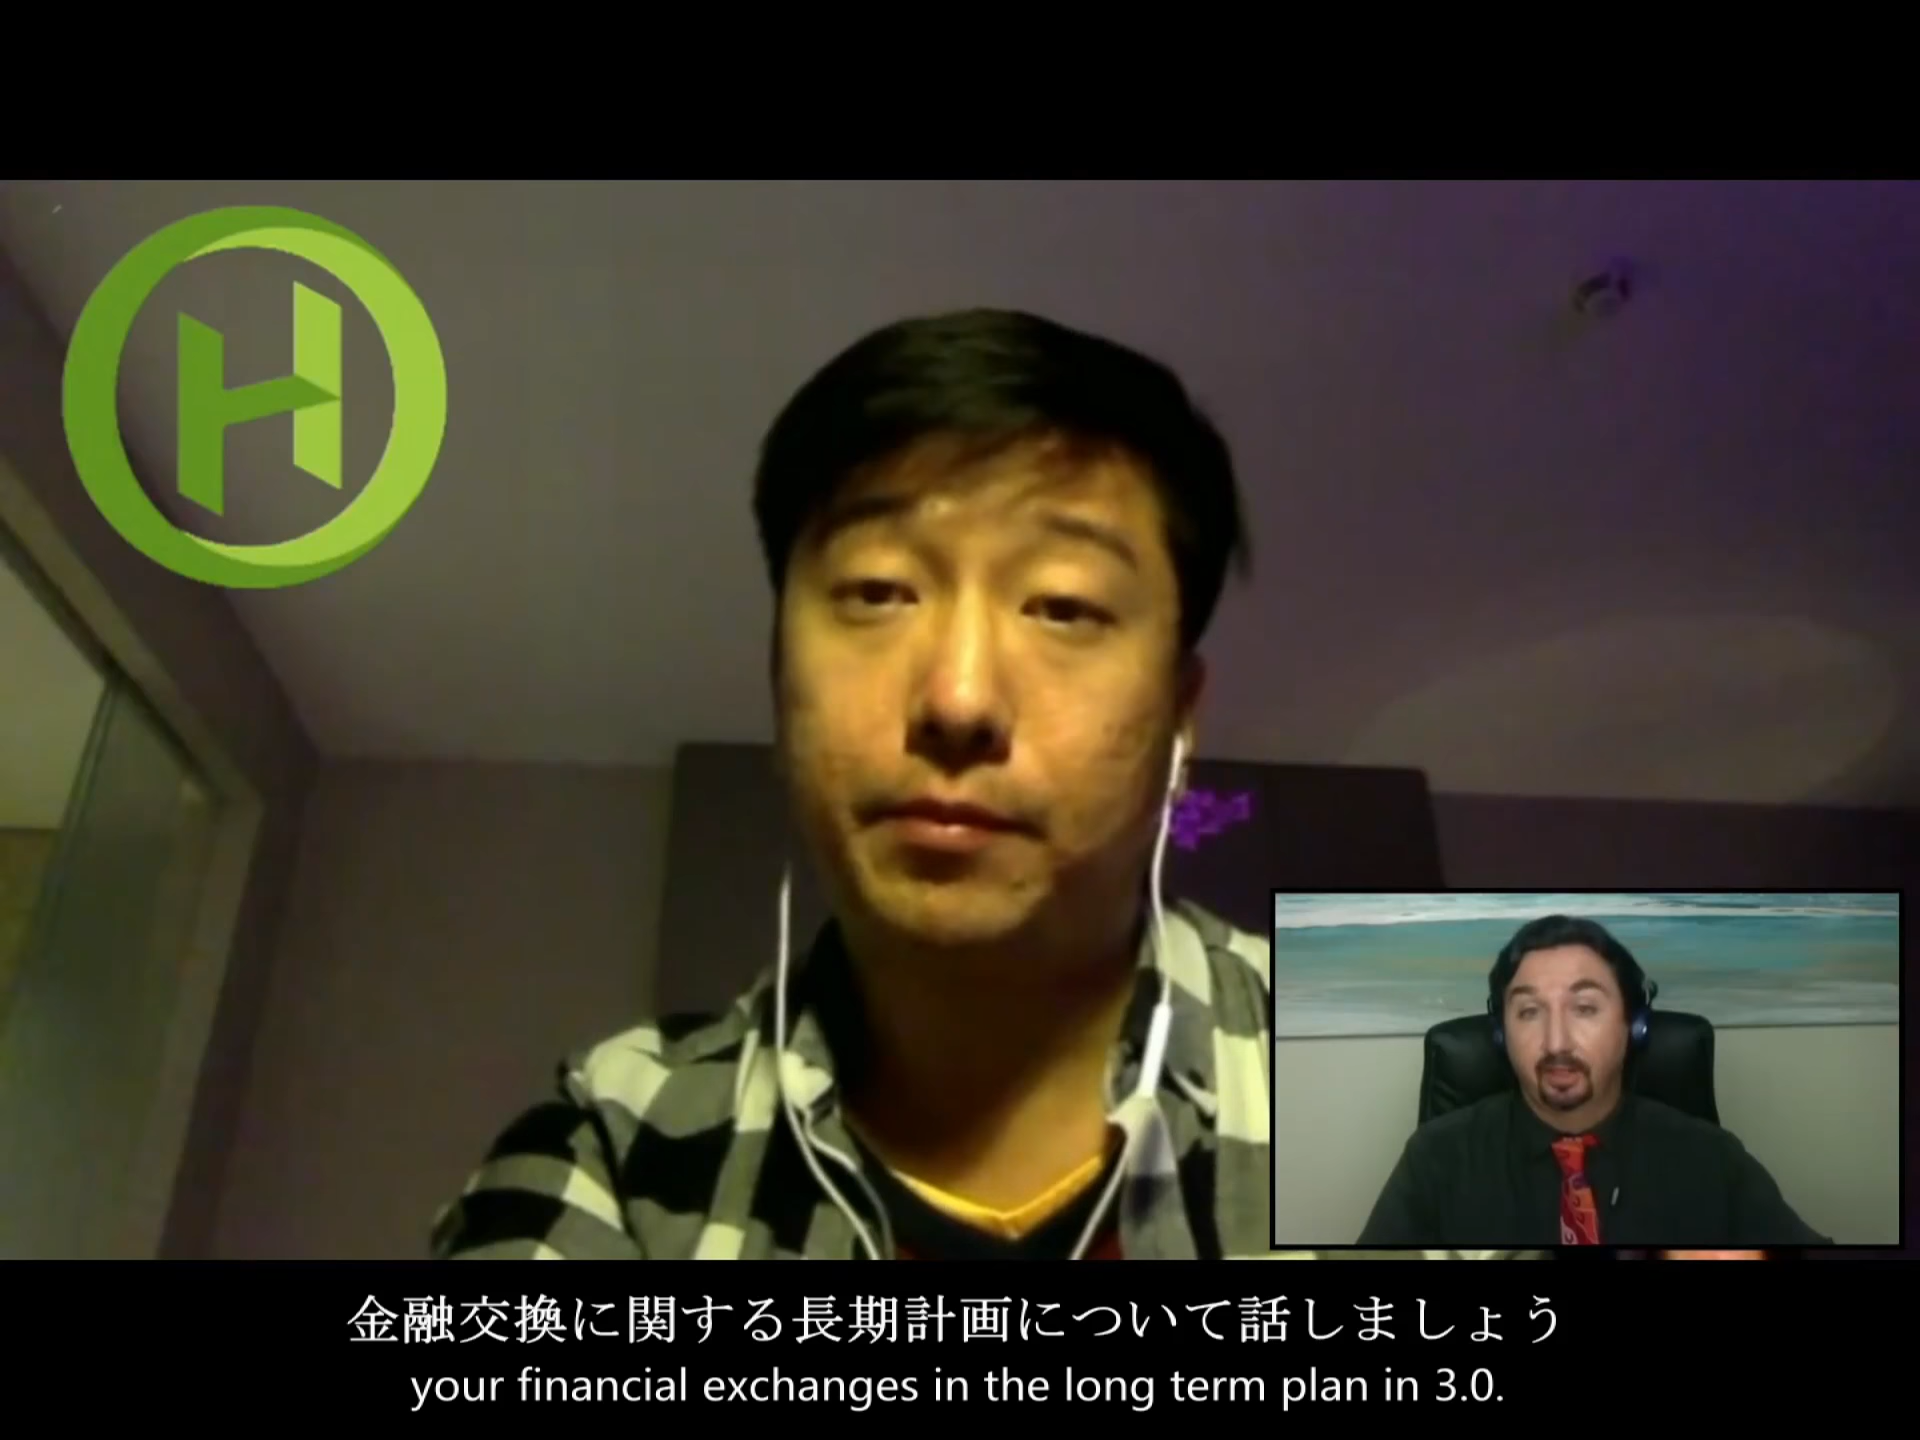 H
金融交換に関する長期計画について話しましょう
your financial exchanges in the long term plan in 3.0.